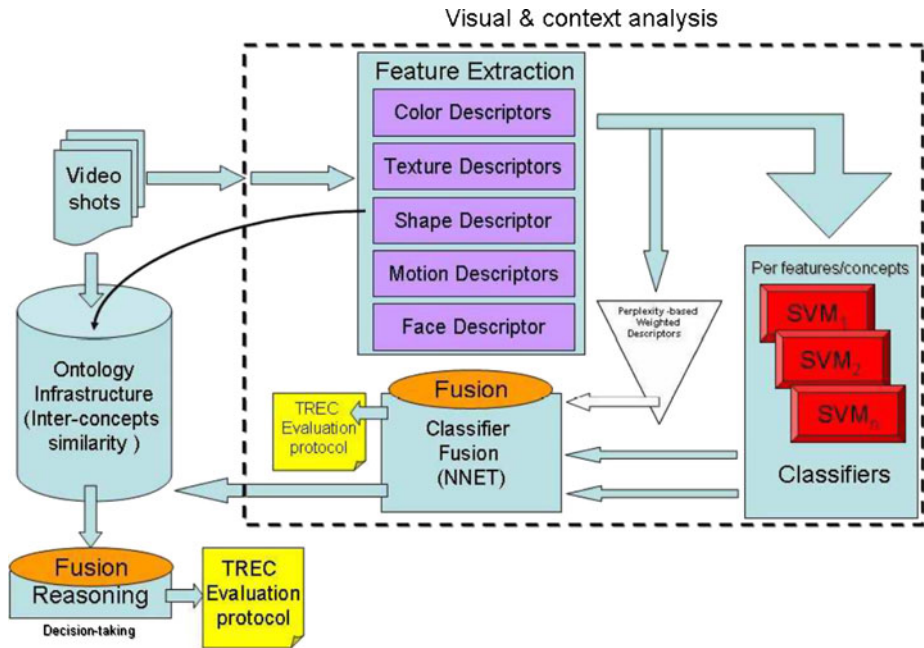 Visual & context analysis
Feature Extraction
Color Descriptors
Texture Descriptors
Shape Descriptor
Motion Descriptors
Face Descriptor
Video
shots
Per features/concepts
SVM1
SVM2
SVMn
Classifiers
Perplexity -based
Weighted
Descriptors
Ontology
Infrastructure
(Inter-concepts
similarity )
Fusion
Classifier
Fusion
(NNET)
TREC
Evaluation
protocol
Fusion
Reasoning
Decision-taking
TREC
Evaluation
protocol